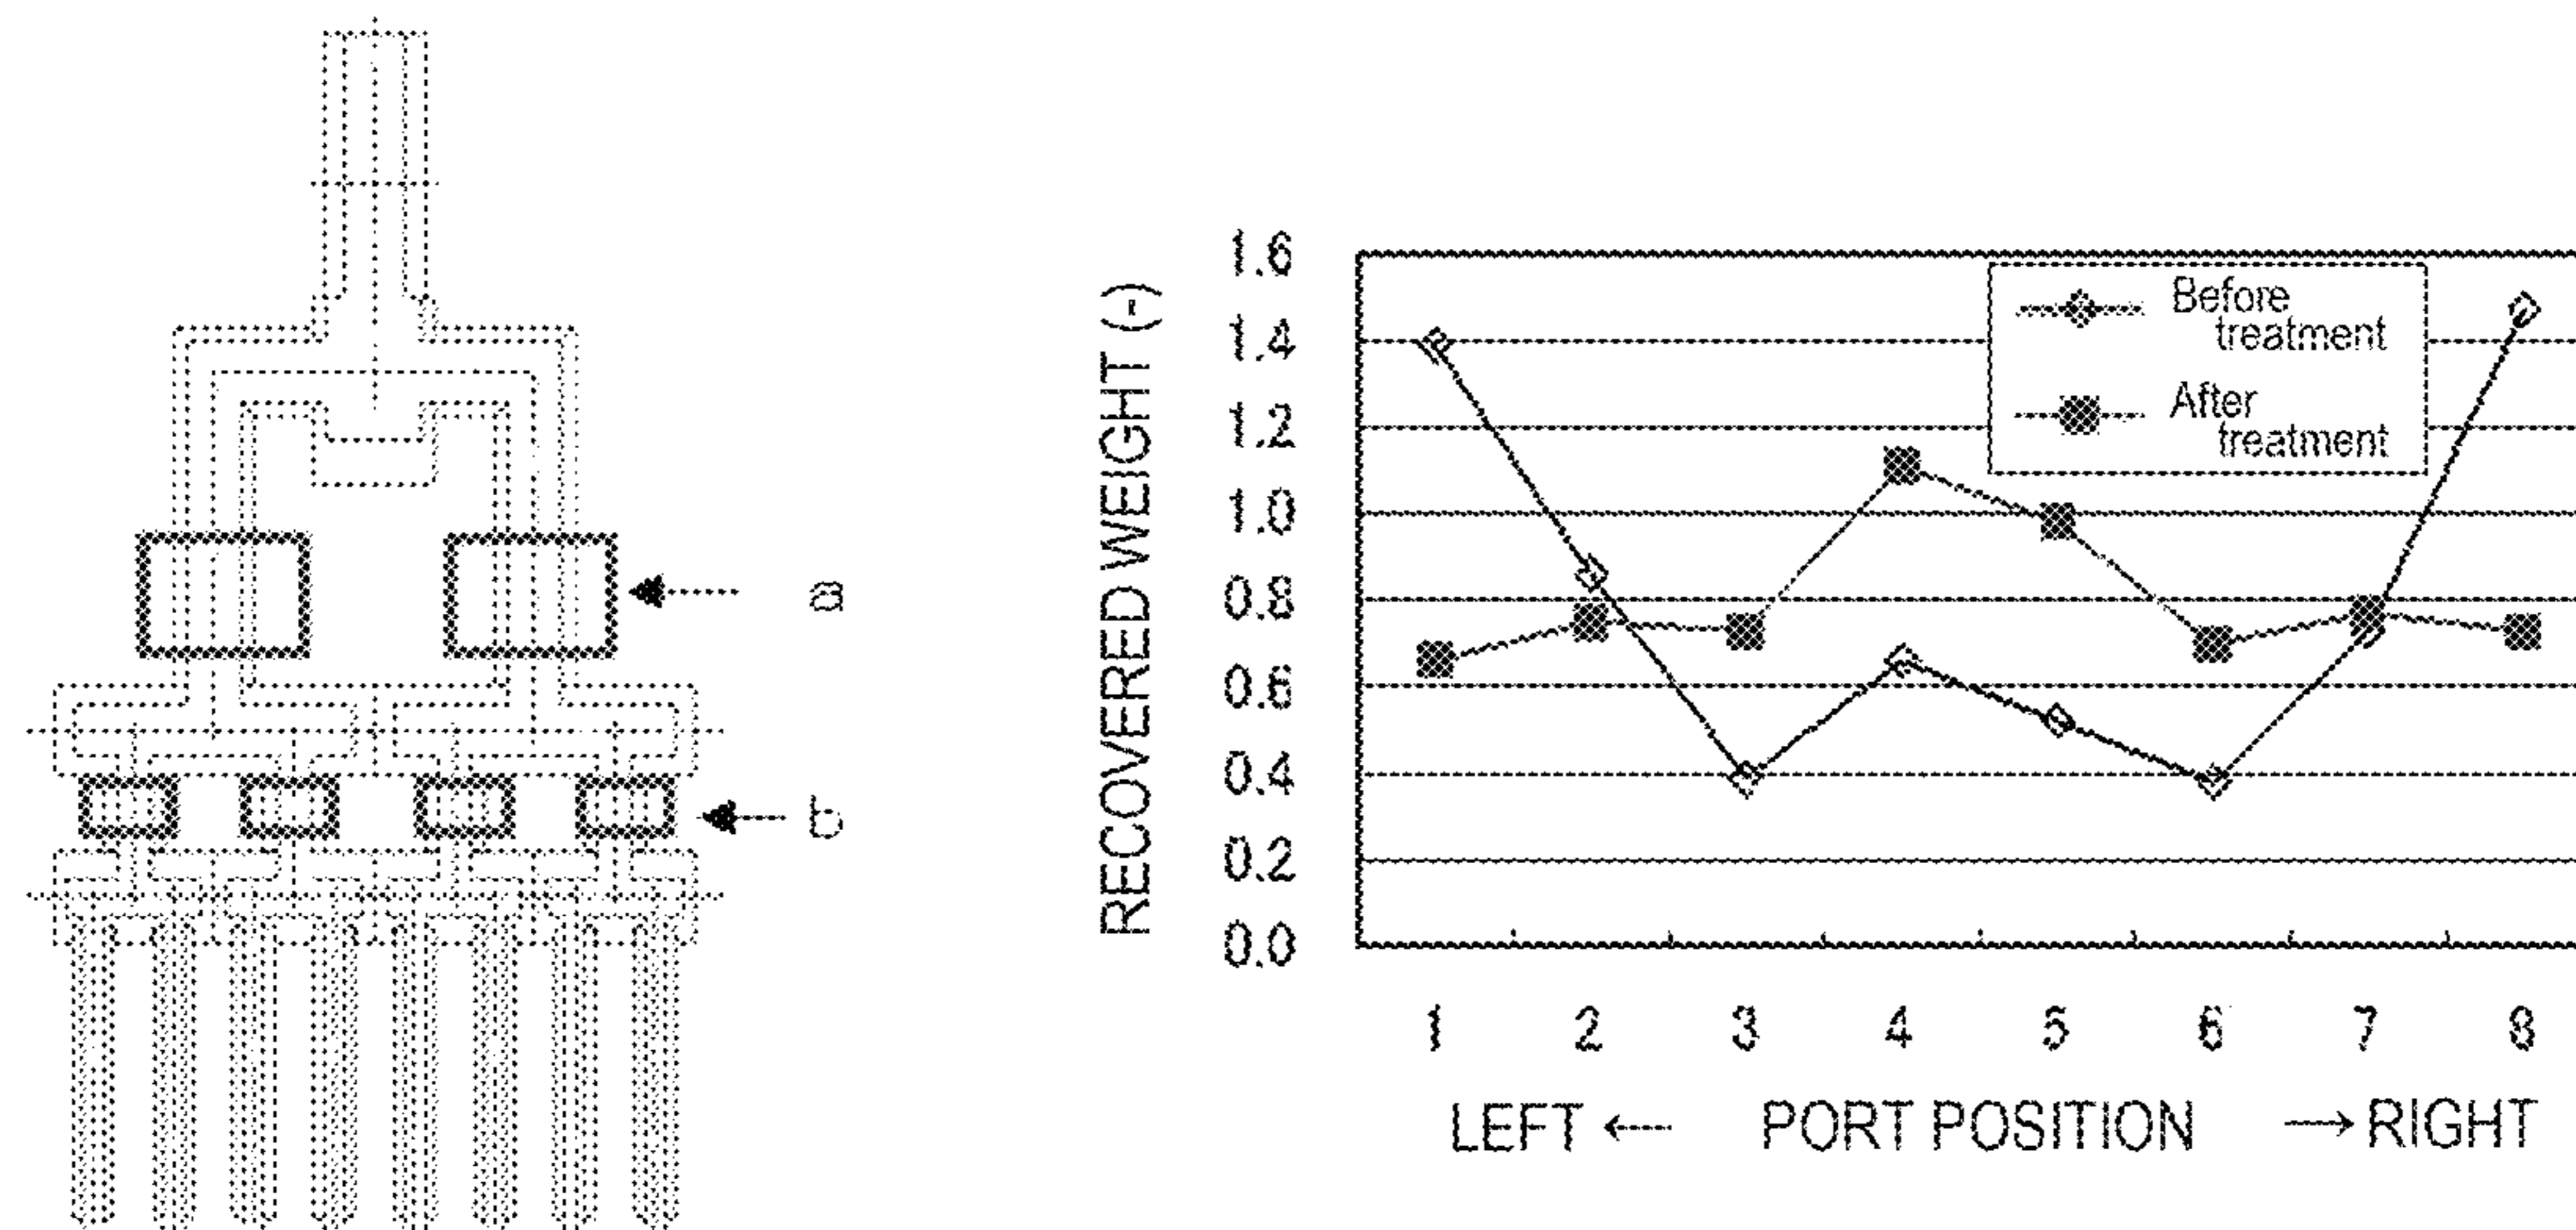 a
b
RECOVERED WEIGHT (-)
1.6
1.4
1.2
1.0
0.8
0.6
0.4
0.2
0.0
Before
treatment
After
treatment
1 2 3 4 5 6 7 8
LEFT ← PORT POSITION → RIGHT